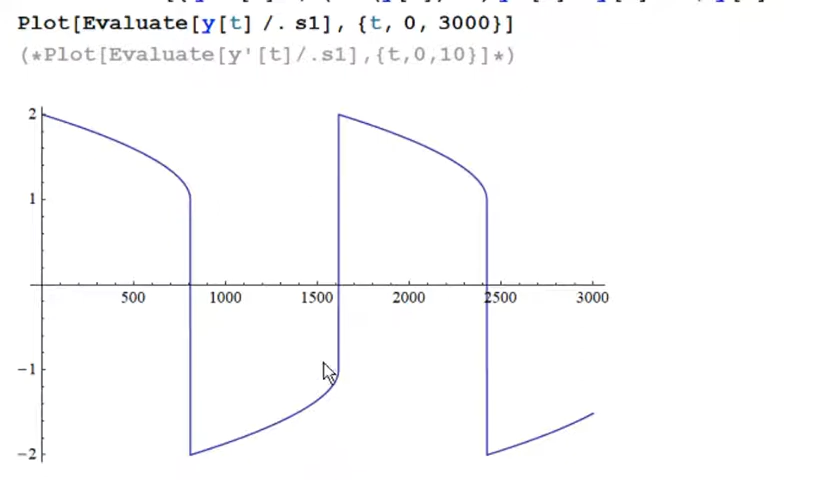 Plot[Evaluate[y[t] /. s1], {t, 0, 3000}]
(*Plot[Evaluate[y'[t]/.s1],{t,0,10}]*)
2
1
500 1000 1500 2000 2500 3000
-1
-2